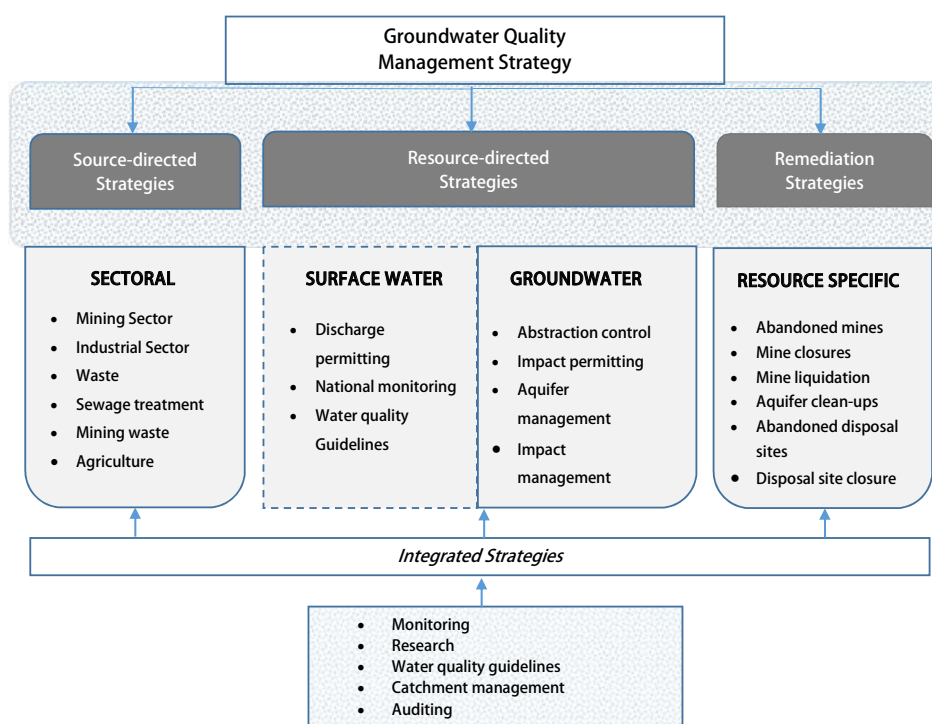 Groundwater Quality
Management Strategy
Source-directed
Strategies
Resource-directed
Strategies
Remediation
Strategies
SECTORAL
• Mining Sector
• Industrial Sector
• Waste
• Sewage treatment
• Mining waste
• Agriculture
SURFACE WATER
• Discharge
permitting
• National monitoring
• Water quality
Guidelines
GROUNDWATER
• Abstraction control
• Impact permitting
• Aquifer
management
• Impact
management
RESOURCE SPECIFIC
• Abandoned mines
• Mine closures
• Mine liquidation
• Aquifer clean-ups
• Abandoned disposal
sites
• Disposal site closure
Integrated Strategies
• Monitoring
• Research
• Water quality guidelines
• Catchment management
• Auditing